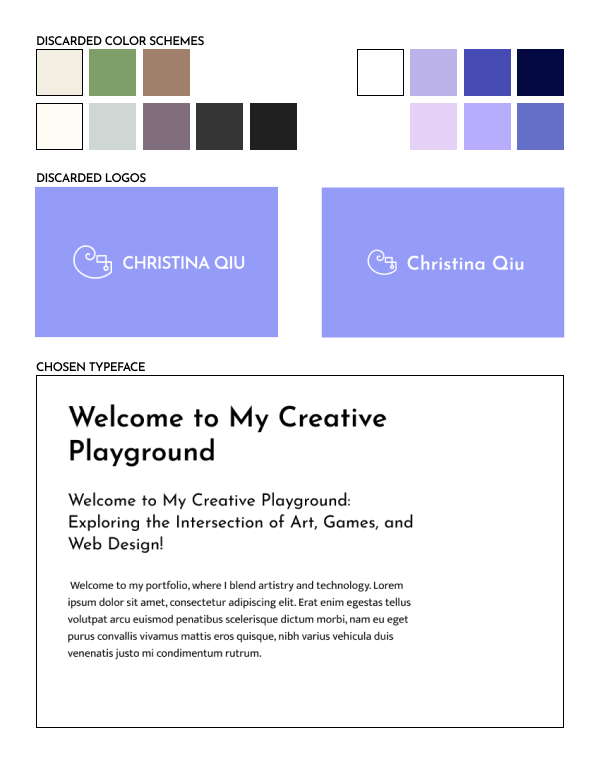 DISCARDED COLOR SCHEMES
DISCARDED LOGOS
CHRISTINA QIU
Christina Qiu
CHOSEN TYPEFACE
Welcome to My Creative
Playground
Welcome to My Creative Playground:
Exploring the Intersection of Art, Games, and
Web Design!
Welcome to my portfolio, where I blend artistry and technology. Lorem
ipsum dolor sit amet, consectetur adipiscing elit. Erat enim egestas tellus
volutpat arcu euismod penatibus scelerisque dictum morbi, nam eu eget
purus convallis vivamus mattis eros quisque, nibh varius vehicula duis
venenatis justo mi condimentum rutrum.